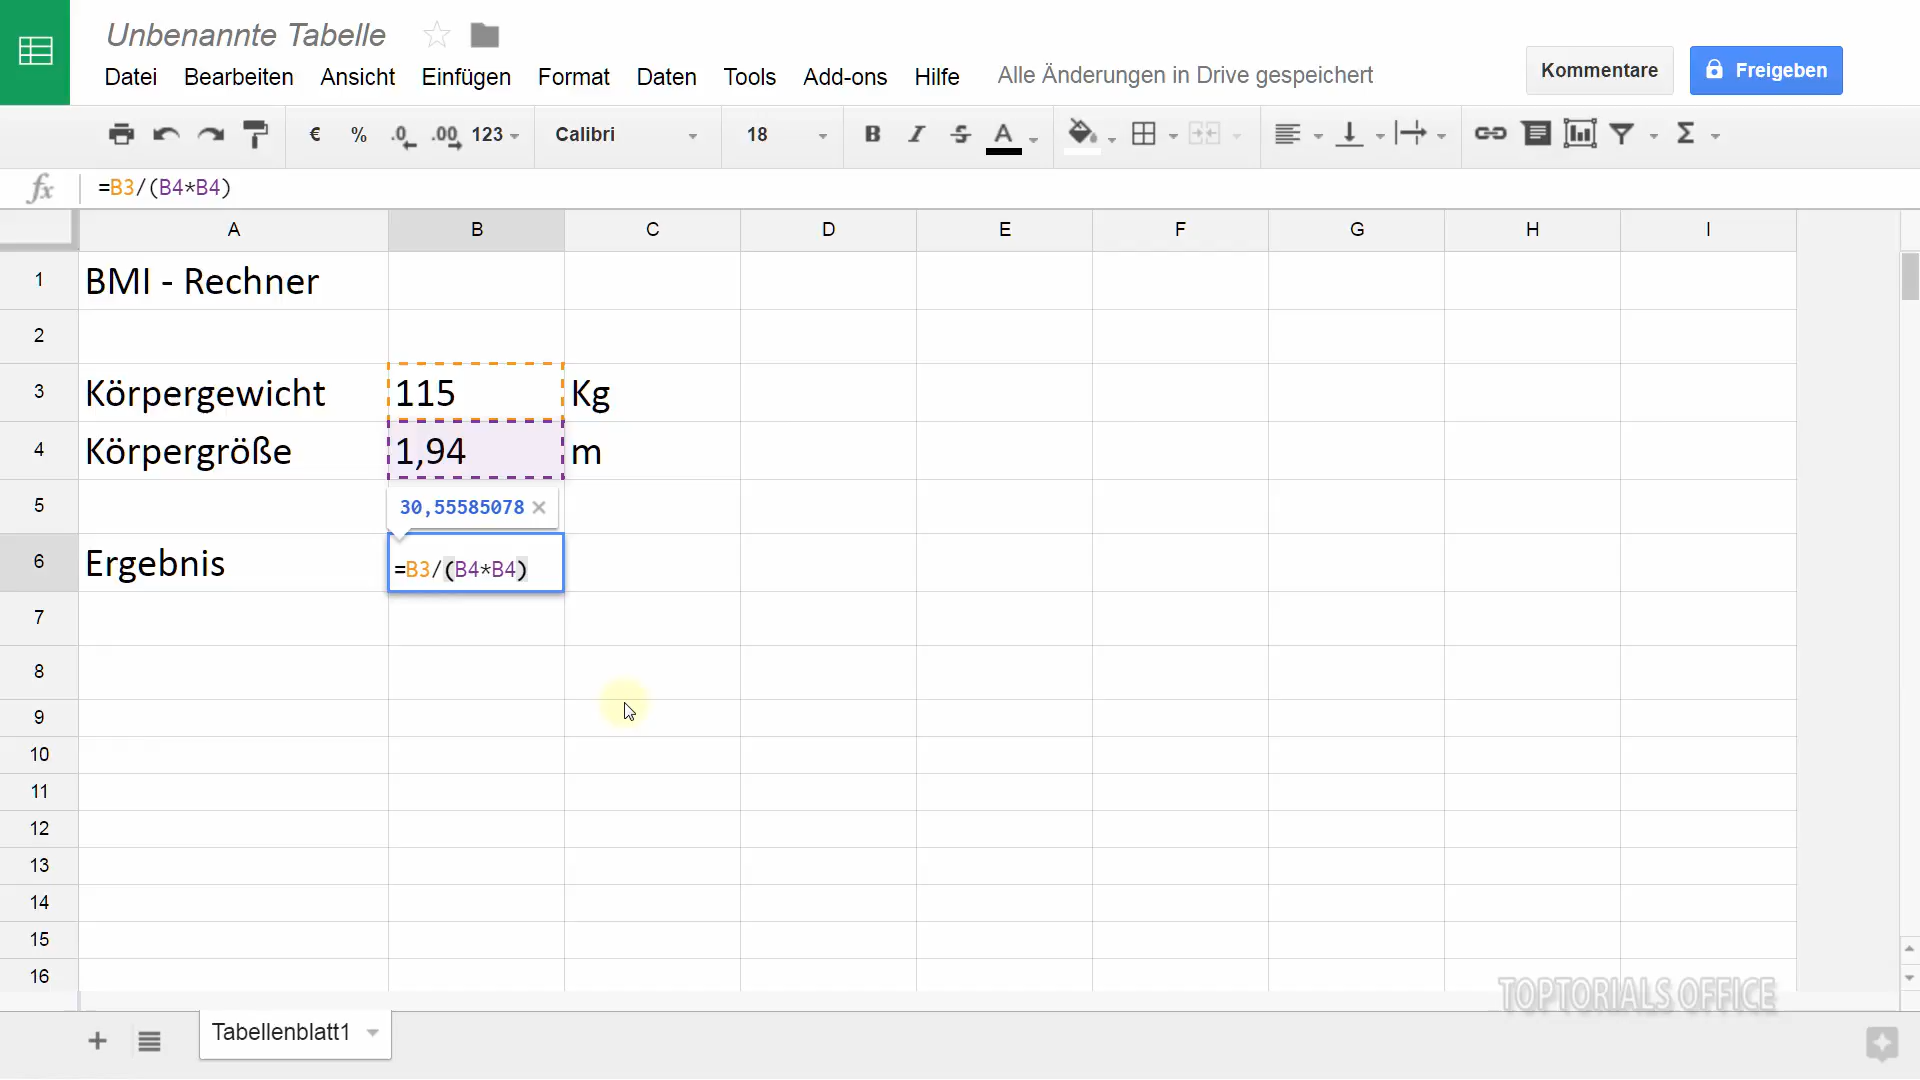 Unbenannte Tabelle
Datei Bearbeiten Ansicht Einfügen Format Daten Tools Add-ons Hilfe Alle Änderungen in Drive gespeichert
Kommentare Freigeben
€ % .0 .00 123 Calibri 18 B I S A Σ
fx =B3/(B4*B4)
A B C D E F G H I
1 BMI - Rechner
2
3 Körpergewicht 115 Kg
4 Körpergröße 1,94 m
5 30,55585078
6 Ergebnis =B3/(B4*B4)
7
8
9
10
11
12
13
14
15
16
TOPTORIALS OFFICE
Tabellenblatt1